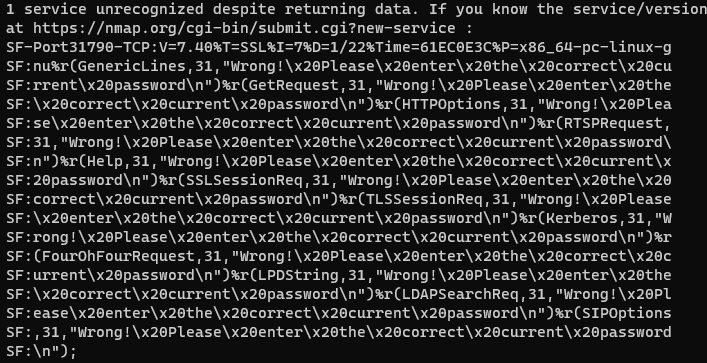 1 service unrecognized despite returning data. If you know the service/version
at https://nmap.org/cgi-bin/submit.cgi?new-service :
SF-Port31790-TCP:V=7.40%T=SSL%I=7%D=1/22%Time=61EC0E3C%P=x86_64-pc-linux-g
SF:nu%r(GenericLines,31,"Wrong!\x20Please\x20enter\x20the\x20correct\x20cu
SF:rrent\x20password\n")%r(GetRequest,31,"Wrong!\x20Please\x20enter\x20the
SF:\x20correct\x20current\x20password\n")%r(HTTPOptions,31,"Wrong!\x20Plea
SF:se\x20enter\x20the\x20correct\x20current\x20password\n")%r(RTSPRequest,
SF:31,"Wrong!\x20Please\x20enter\x20the\x20correct\x20current\x20password\
SF:n")%r(Help,31,"Wrong!\x20Please\x20enter\x20the\x20correct\x20current\x
SF:20password\n")%r(SSLSessionReq,31,"Wrong!\x20Please\x20enter\x20the\x20
SF:correct\x20current\x20password\n")%r(TLSSessionReq,31,"Wrong!\x20Please
SF:\x20enter\x20the\x20correct\x20current\x20password\n")%r(Kerberos,31,"W
SF:rong!\x20Please\x20enter\x20the\x20correct\x20current\x20password\n")%r
SF:(FourOhFourRequest,31,"Wrong!\x20Please\x20enter\x20the\x20correct\x20c
SF:urrent\x20password\n")%r(LPDString,31,"Wrong!\x20Please\x20enter\x20the
SF:\x20correct\x20current\x20password\n")%r(LDAPSearchReq,31,"Wrong!\x20Pl
SF:ease\x20enter\x20the\x20correct\x20current\x20password\n")%r(SIPOptions
SF:,31,"Wrong!\x20Please\x20enter\x20the\x20correct\x20current\x20password
SF:\n");